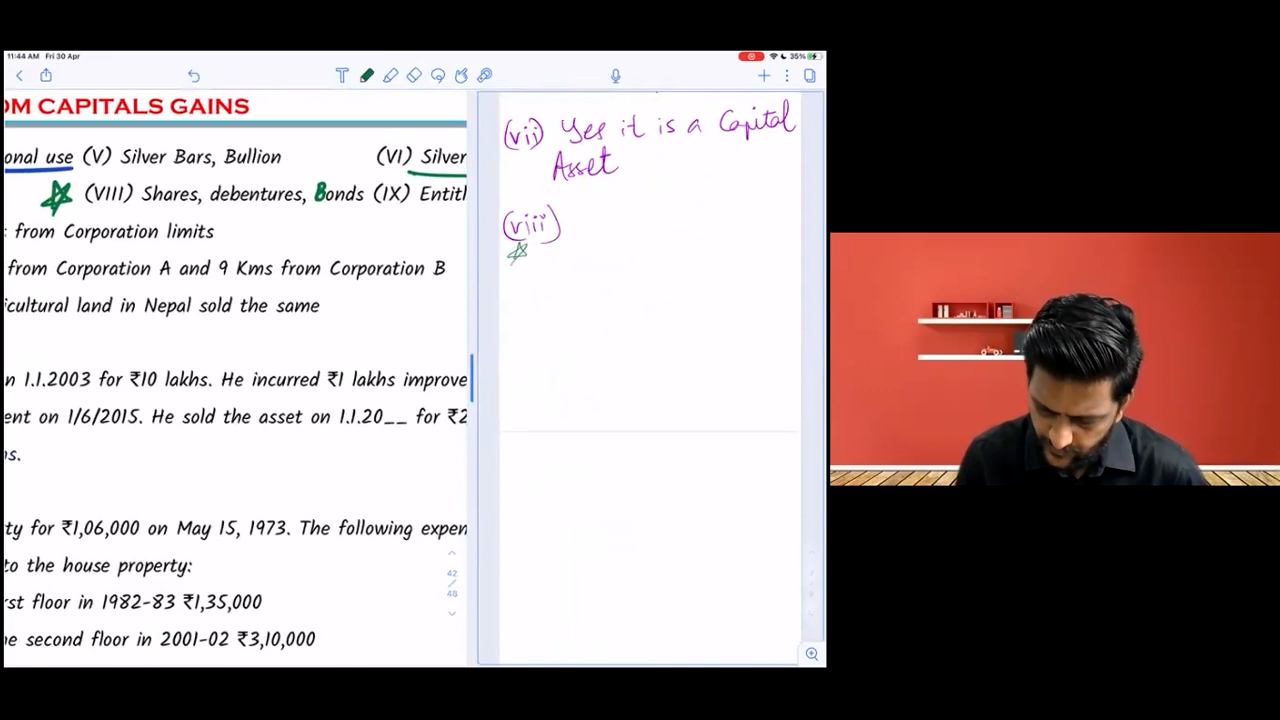 11:44 AM Fri 30 Apr
35%
OM CAPITALS GAINS
onal use (V) Silver Bars, Bullion (VI) Silver
(VIII) Shares, debentures, Bonds (IX) Entitl
: from Corporation limits
from Corporation A and 9 Kms from Corporation B
icultural land in Nepal sold the same
n 1.1.2003 for ₹10 lakhs. He incurred ₹1 lakhs improve
ent on 1/6/2015. He sold the asset on 1.1.20__ for ₹2
ns.
ty for ₹1,06,000 on May 15, 1973. The following expen
to the house property:
rst floor in 1982-83 ₹1,35,000
he second floor in 2001-02 ₹3,10,000
42
/
48
(vii) Yes it is a Capital
Asset
(viii)